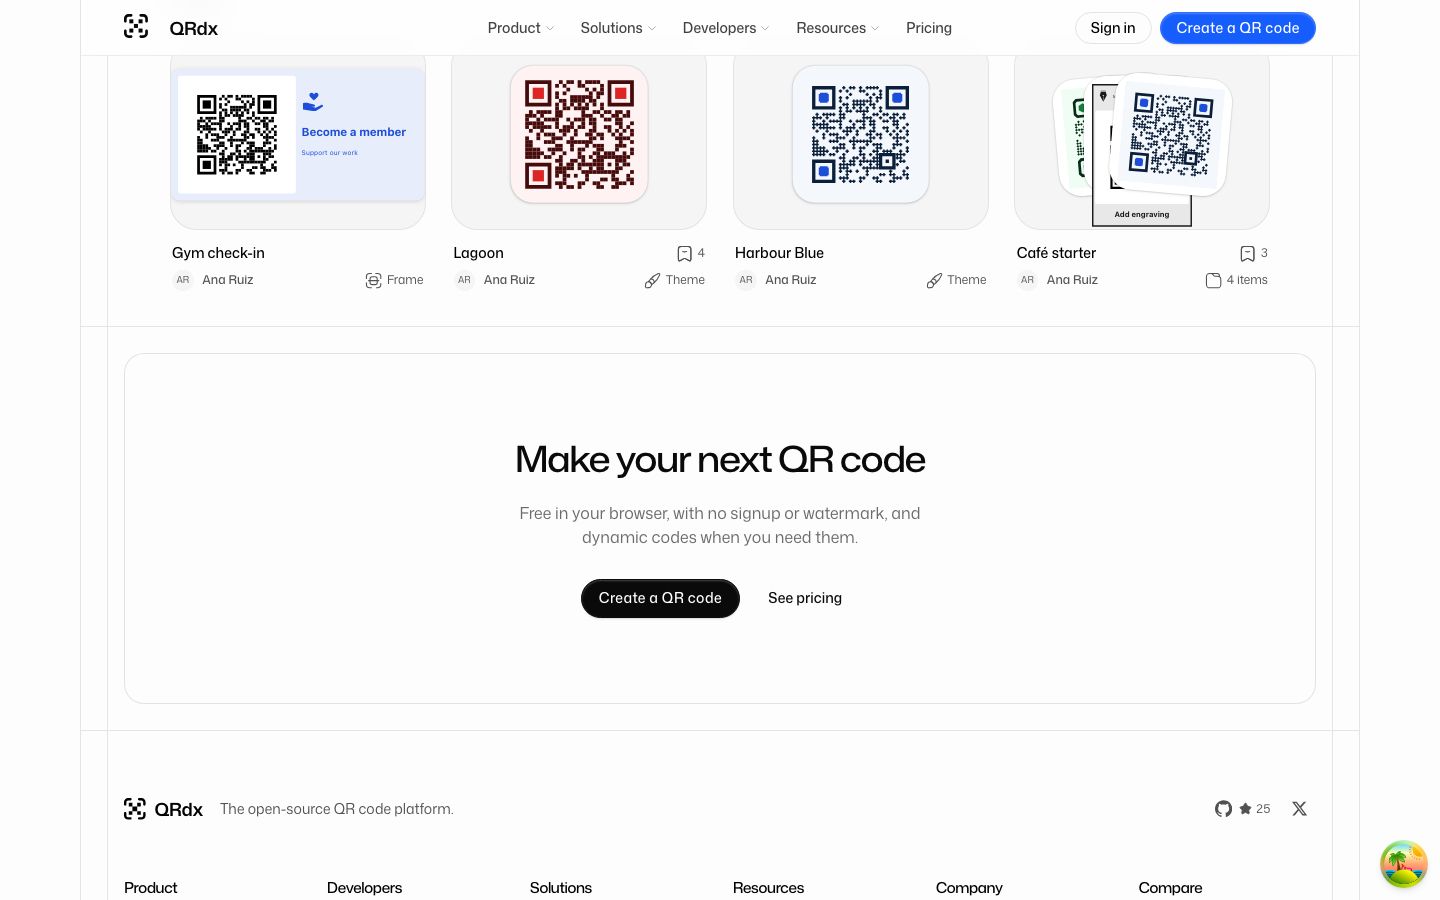 QRdx
Product
Solutions
Developers
Resources
Pricing
Sign in
Create a QR code
Become a member
Support our work
Add engraving
Gym check-in
AR Ana Ruiz
Frame
Lagoon
4
AR Ana Ruiz
Theme
Harbour Blue
AR Ana Ruiz
Theme
Café starter
3
AR Ana Ruiz
4 items
Make your next QR code
Free in your browser, with no signup or watermark, and
dynamic codes when you need them.
Create a QR code
See pricing
QRdx
The open-source QR code platform.
25
Product
Developers
Solutions
Resources
Company
Compare